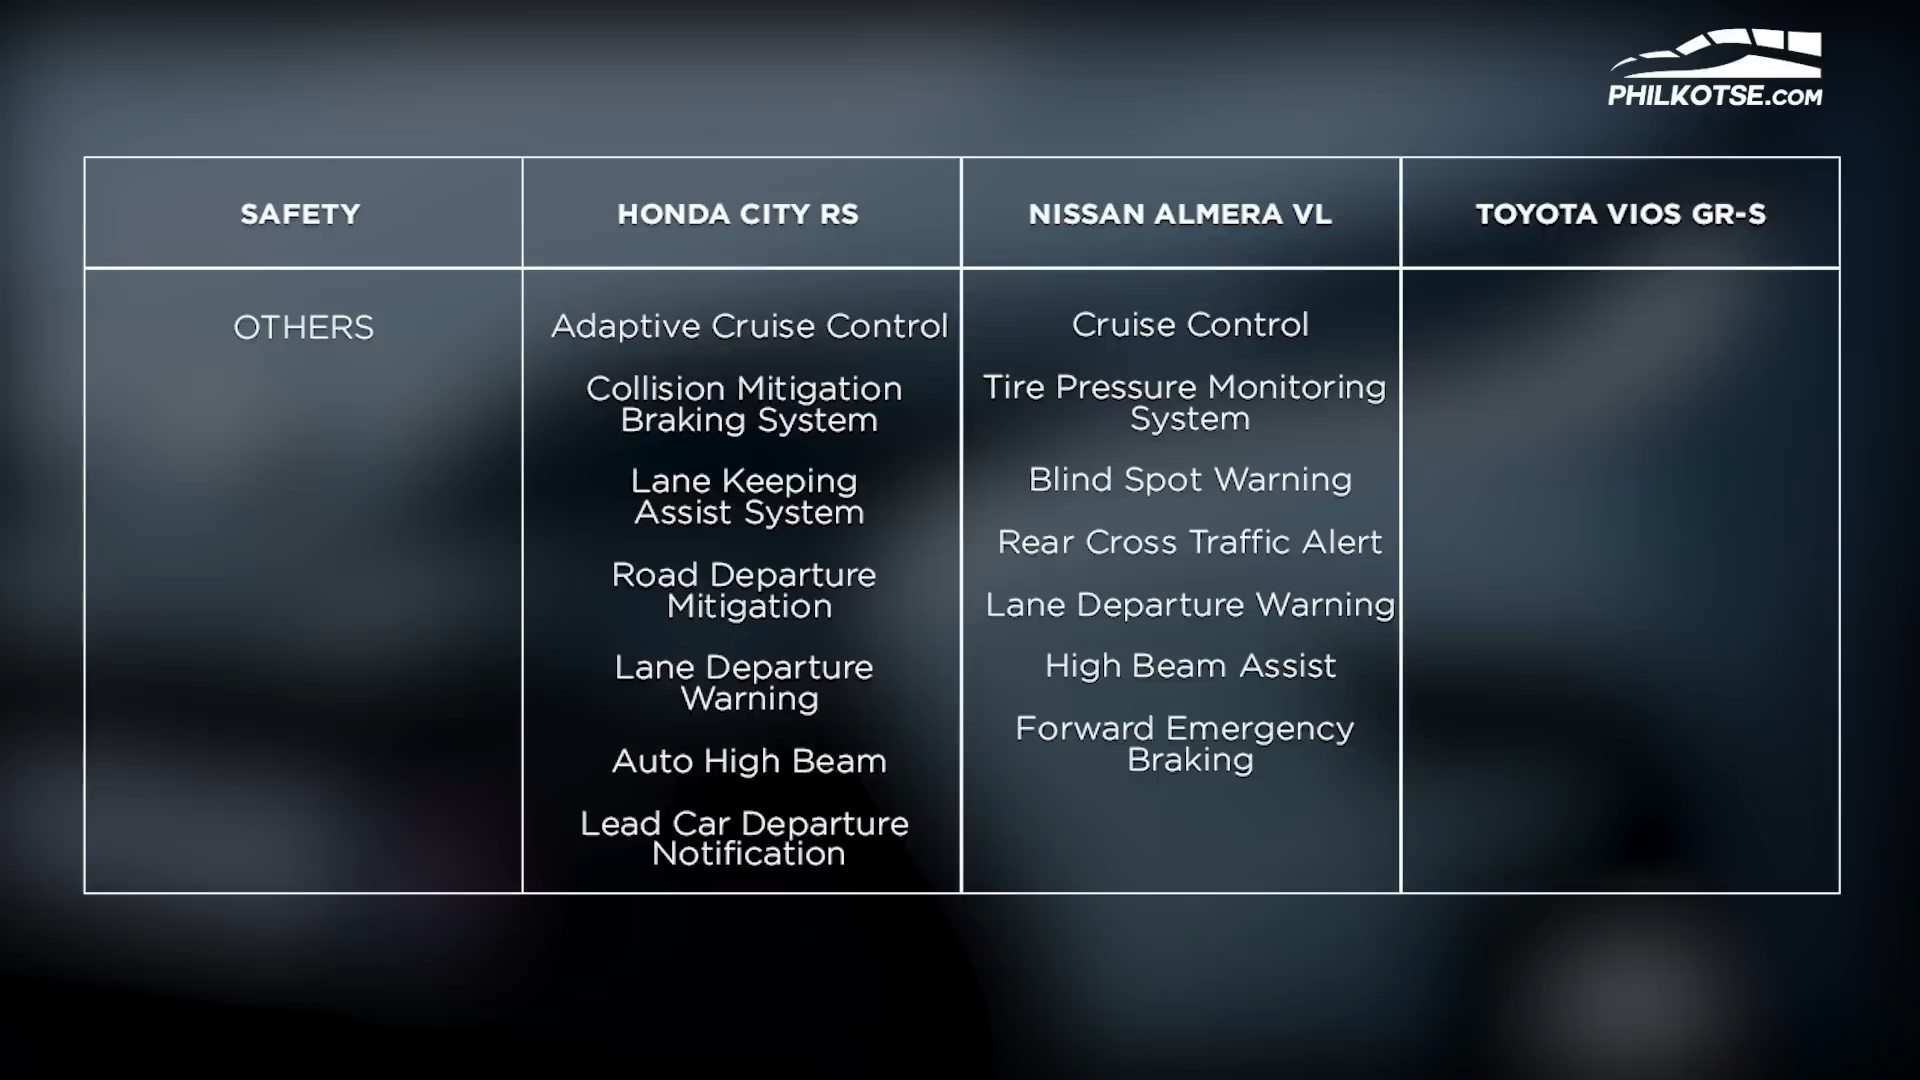 PHILKOTSE.COM
SAFETY
HONDA CITY RS
NISSAN ALMERA VL
TOYOTA VIOS GR-S
OTHERS
Adaptive Cruise Control
Collision Mitigation
Braking System
Lane Keeping
Assist System
Road Departure
Mitigation
Lane Departure
Warning
Auto High Beam
Lead Car Departure
Notification
Cruise Control
Tire Pressure Monitoring
System
Blind Spot Warning
Rear Cross Traffic Alert
Lane Departure Warning
High Beam Assist
Forward Emergency
Braking